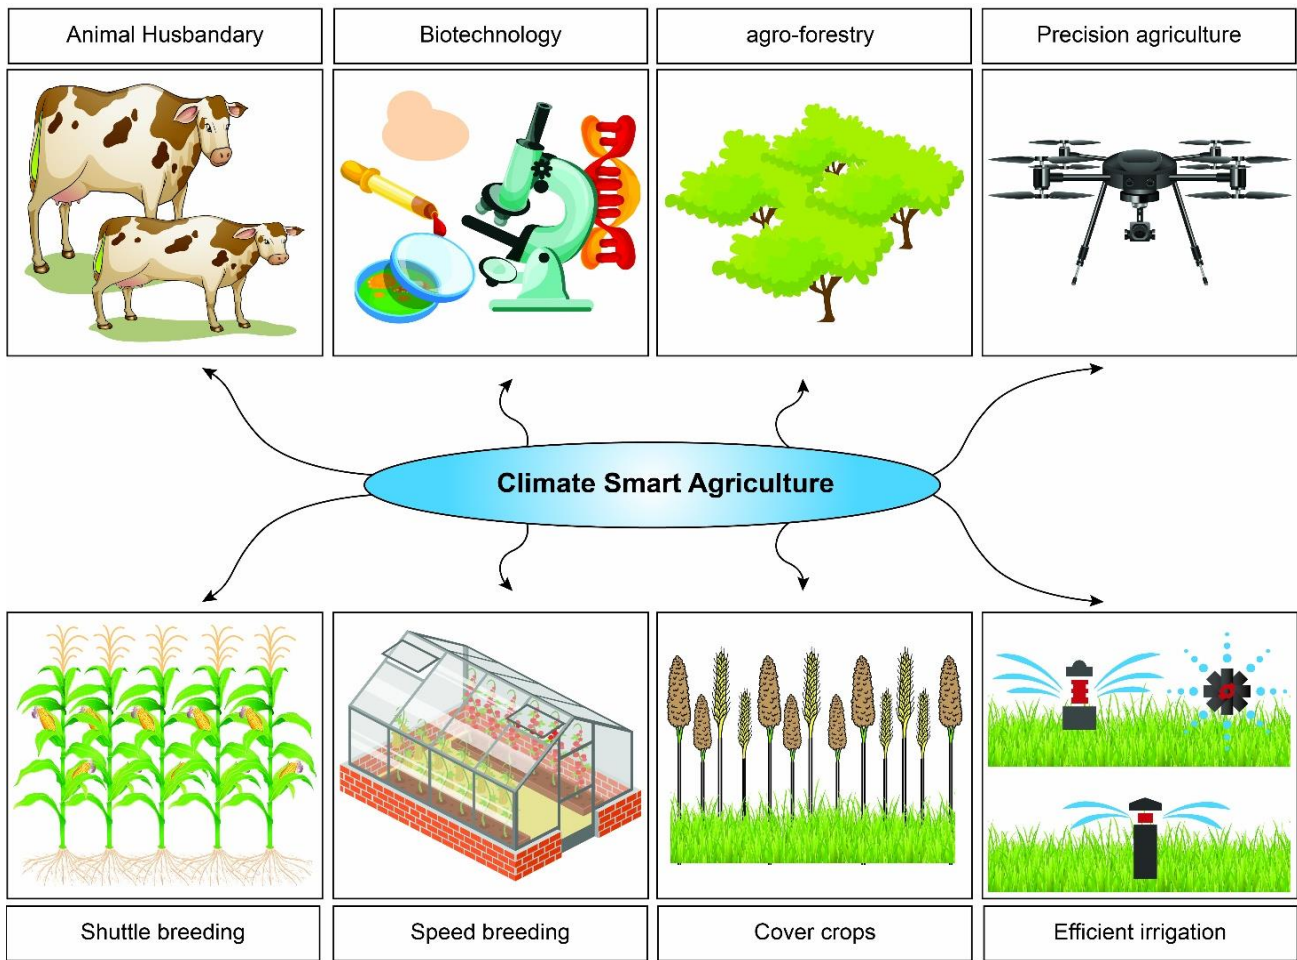 Animal Husbandary
Biotechnology
agro-forestry
Precision agriculture
Climate Smart Agriculture
Shuttle breeding
Speed breeding
Cover crops
Efficient irrigation